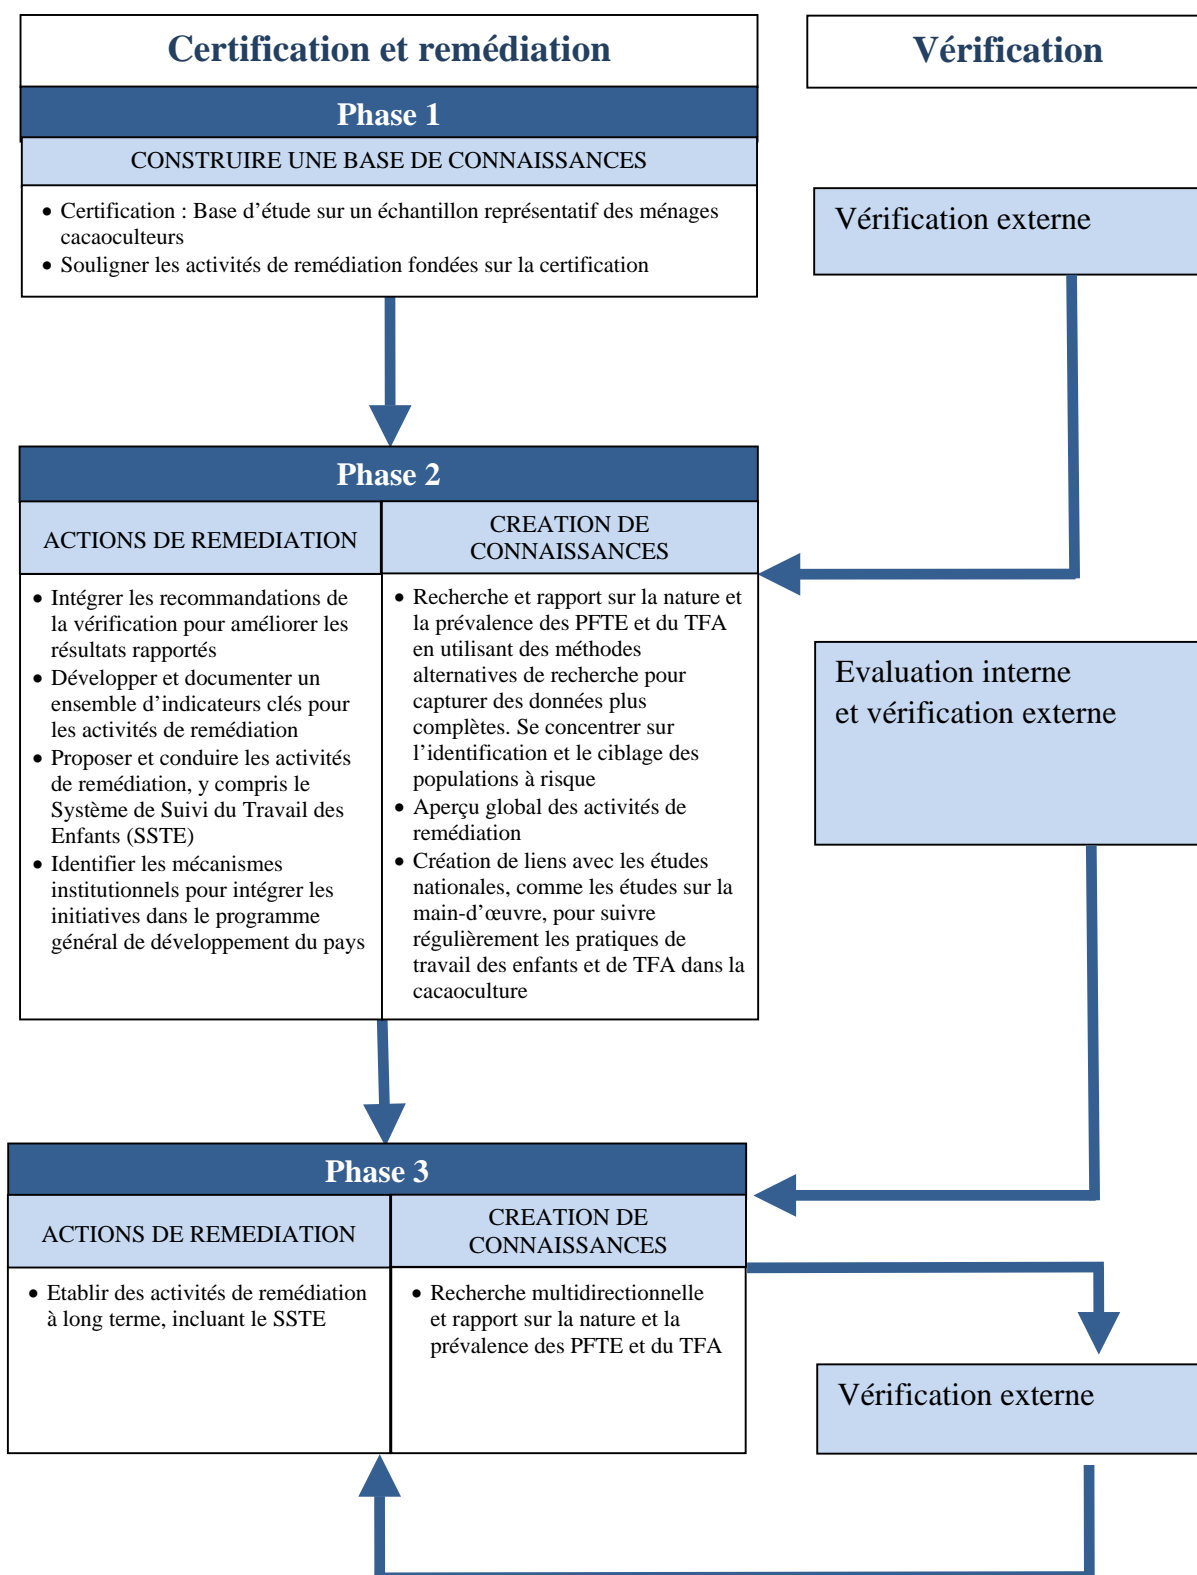 Certification et remédiation
Vérification
Phase 1
CONSTRUIRE UNE BASE DE CONNAISSANCES
• Certification : Base d’étude sur un échantillon représentatif des ménages
cacaoculteurs
• Souligner les activités de remédiation fondées sur la certification
Vérification externe
Phase 2
ACTIONS DE REMEDIATION
• Intégrer les recommandations de
la vérification pour améliorer les
résultats rapportés
• Développer et documenter un
ensemble d’indicateurs clés pour
les activités de remédiation
• Proposer et conduire les activités
de remédiation, y compris le
Système de Suivi du Travail des
Enfants (SSTE)
• Identifier les mécanismes
institutionnels pour intégrer les
initiatives dans le programme
général de développement du pays
CREATION DE
CONNAISSANCES
• Recherche et rapport sur la nature et
la prévalence des PFTE et du TFA
en utilisant des méthodes
alternatives de recherche pour
capturer des données plus
complètes. Se concentrer sur
l’identification et le ciblage des
populations à risque
• Aperçu global des activités de
remédiation
• Création de liens avec les études
nationales, comme les études sur la
main-d’œuvre, pour suivre
régulièrement les pratiques de
travail des enfants et de TFA dans la
cacaoculture
Evaluation interne
et vérification externe
Phase 3
ACTIONS DE REMEDIATION
• Etablir des activités de remédiation
à long terme, incluant le SSTE
CREATION DE
CONNAISSANCES
• Recherche multidirectionnelle
et rapport sur la nature et la
prévalence des PFTE et du TFA
Vérification externe